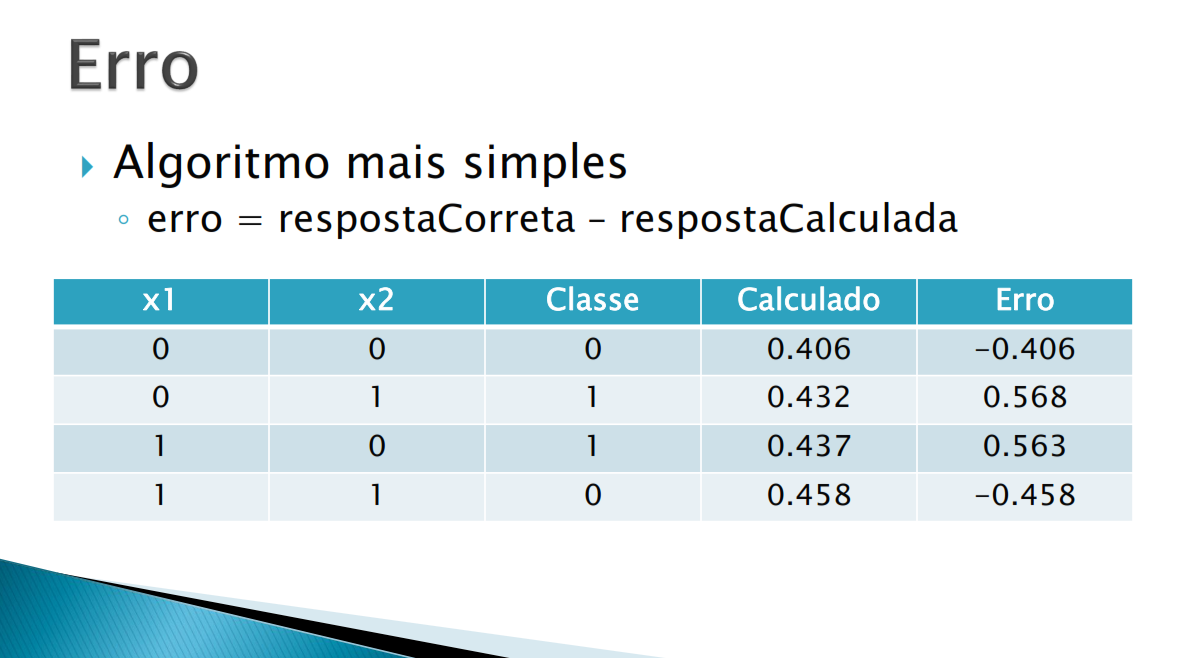 Erro
Algoritmo mais simples
erro = respostaCorreta – respostaCalculada
x1 x2 Classe Calculado Erro
0 0 0 0.406 -0.406
0 1 1 0.432 0.568
1 0 1 0.437 0.563
1 1 0 0.458 -0.458